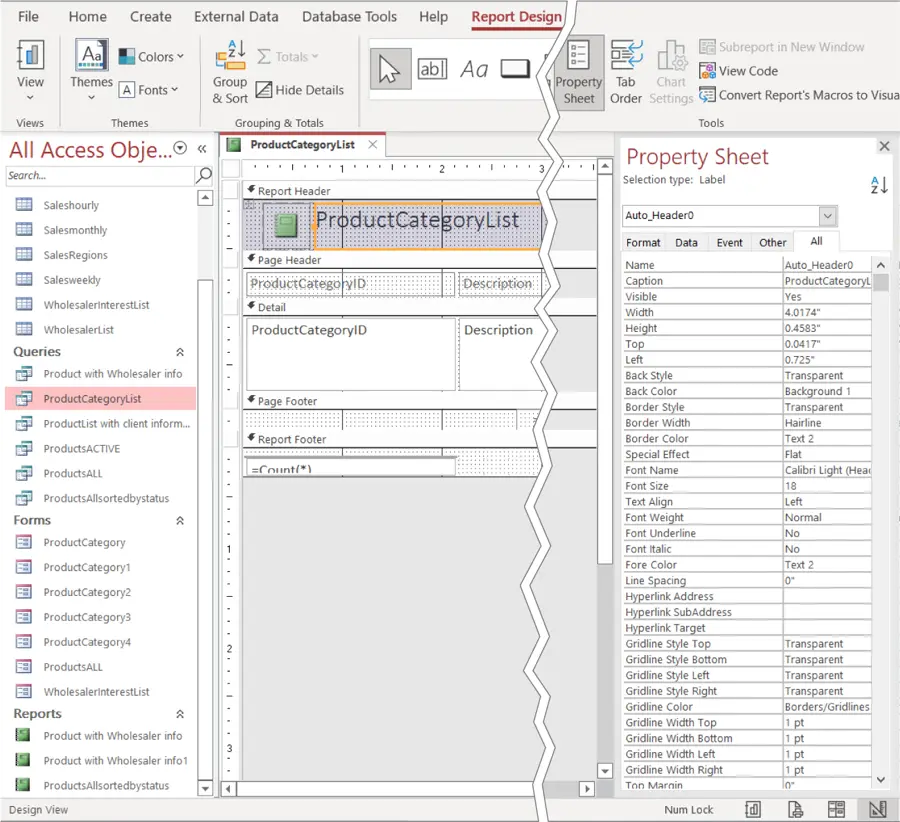 File Home Create External Data Database Tools Help Report Design
View
Views
Aa
Themes
Colors
A Fonts
Themes
A Z
Group & Sort
Σ Totals
Hide Details
Grouping & Totals
ab Aa
Property Sheet
Tab Order
Chart Settings
Subreport in New Window
View Code
Convert Report's Macros to Visua
Tools
All Access Obje... «
Search...
Saleshourly
Salesmonthly
SalesRegions
Salesweekly
WholesalerInterestList
WholesalerList
Queries
Product with Wholesaler info
ProductCategoryList
ProductList with client inform...
ProductsACTIVE
ProductsALL
ProductsAllsortedbystatus
Forms
ProductCategory
ProductCategory1
ProductCategory2
ProductCategory3
ProductCategory4
ProductsALL
WholesalerInterestList
Reports
Product with Wholesaler info
Product with Wholesaler info1
ProductsAllsortedbystatus
ProductCategoryList
1 2 3
Report Header
ProductCategoryList
Page Header
ProductCategoryID Description
Detail
ProductCategoryID Description
Page Footer
Report Footer
=Count(*)
1
2
3
Property Sheet
Selection type: Label
A Z
Auto_Header0
Format Data Event Other All
Name Auto_Header0
Caption ProductCategoryL
Visible Yes
Width 4.0174"
Height 0.4583"
Top 0.0417"
Left 0.725"
Back Style Transparent
Back Color Background 1
Border Style Transparent
Border Width Hairline
Border Color Text 2
Special Effect Flat
Font Name Calibri Light (Hea
Font Size 18
Text Align Left
Font Weight Normal
Font Underline No
Font Italic No
Fore Color Text 2
Line Spacing 0"
Hyperlink Address
Hyperlink SubAddress
Hyperlink Target
Gridline Style Top Transparent
Gridline Style Bottom Transparent
Gridline Style Left Transparent
Gridline Style Right Transparent
Gridline Color Borders/Gridlines
Gridline Width Top 1 pt
Gridline Width Bottom 1 pt
Gridline Width Left 1 pt
Gridline Width Right 1 pt
Top Margin 0"
Design View Num Lock